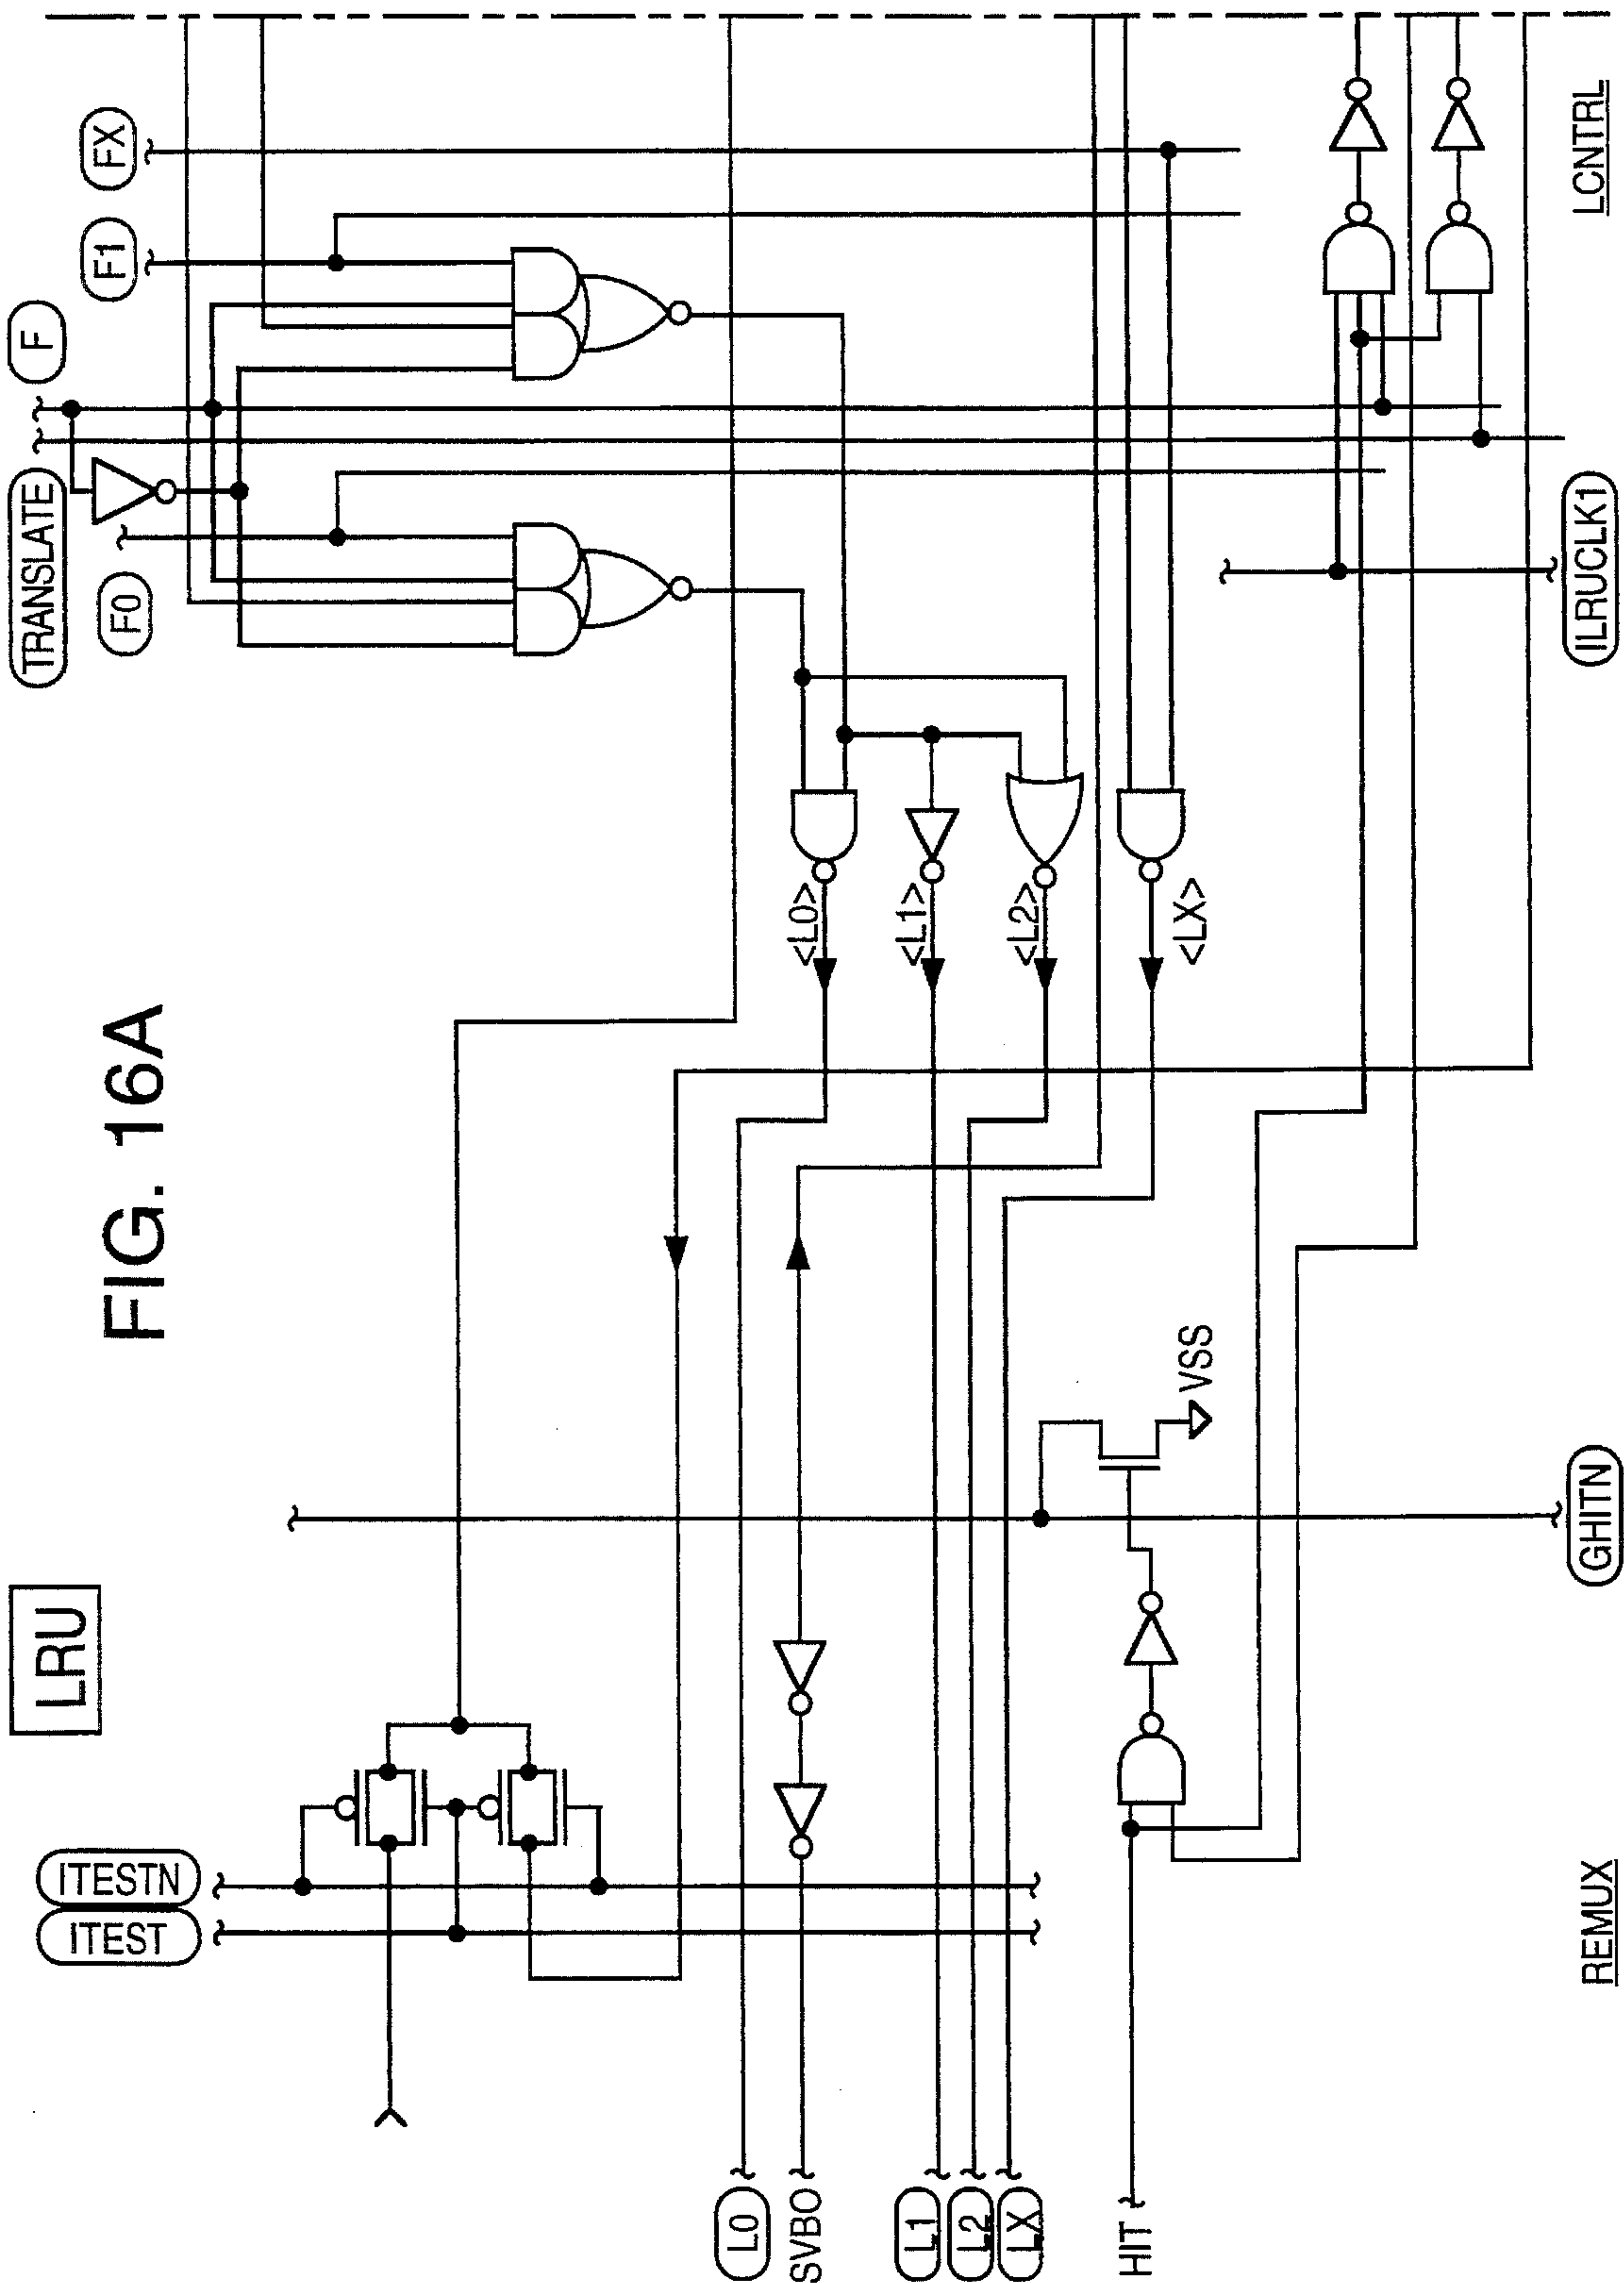 FIG. 16A
LRU
ITESTN
ITEST
TRANSLATE
F
F0
F1
FX
<L0>
<L1>
<L2>
<LX>
L0
SVBO
L1
L2
LX
HIT
VSS
GHITN
ILRUCLK1
REMUX
LCNTRL